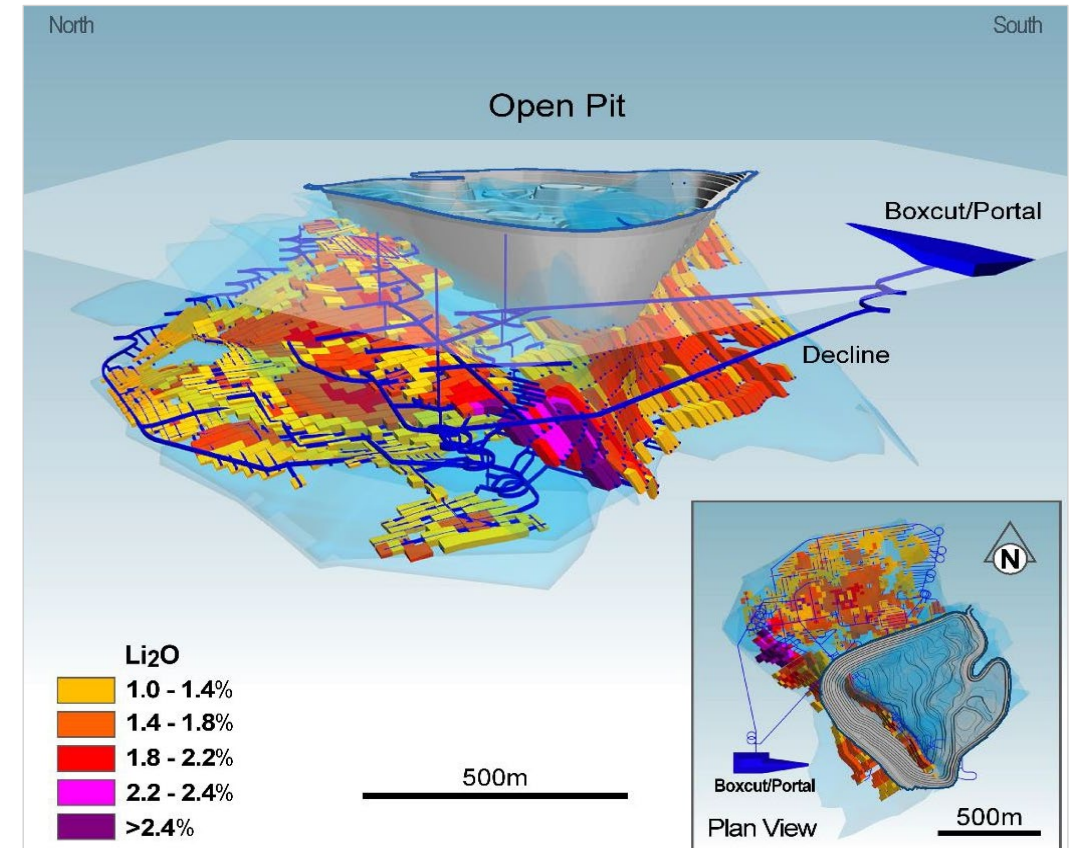 North
South
Open Pit
Boxcut/Portal
Decline
Li2O
1.0 - 1.4%
1.4 - 1.8%
1.8 - 2.2%
2.2 - 2.4%
>2.4%
500m
N
Boxcut/Portal
Plan View
500m